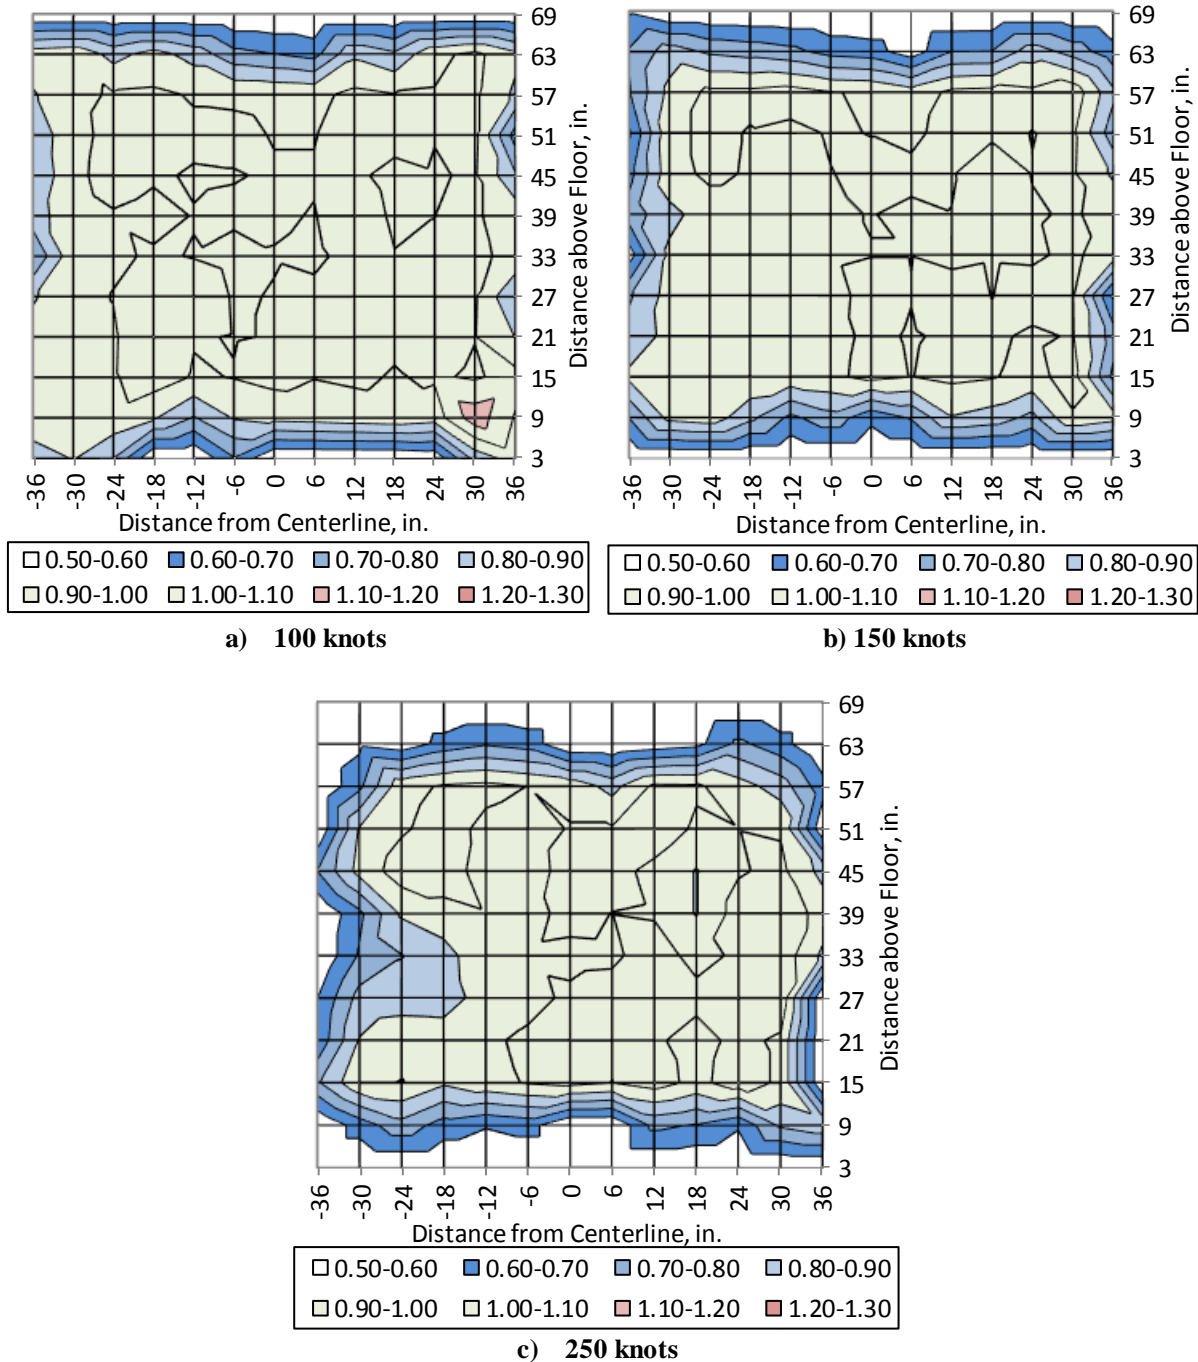 69
63
57
51
45
39
33
27
21
15
9
3
Distance above Floor, in.
-36 -30 -24 -18 -12 -6 0 6 12 18 24 30 36
Distance from Centerline, in.
0.50-0.60 0.60-0.70 0.70-0.80 0.80-0.90
0.90-1.00 1.00-1.10 1.10-1.20 1.20-1.30
a) 100 knots
69
63
57
51
45
39
33
27
21
15
9
3
Distance above Floor, in.
-36 -30 -24 -18 -12 -6 0 6 12 18 24 30 36
Distance from Centerline, in.
0.50-0.60 0.60-0.70 0.70-0.80 0.80-0.90
0.90-1.00 1.00-1.10 1.10-1.20 1.20-1.30
b) 150 knots
69
63
57
51
45
39
33
27
21
15
9
3
Distance above Floor, in.
-36 -30 -24 -18 -12 -6 0 6 12 18 24 30 36
Distance from Centerline, in.
0.50-0.60 0.60-0.70 0.70-0.80 0.80-0.90
0.90-1.00 1.00-1.10 1.10-1.20 1.20-1.30
c) 250 knots